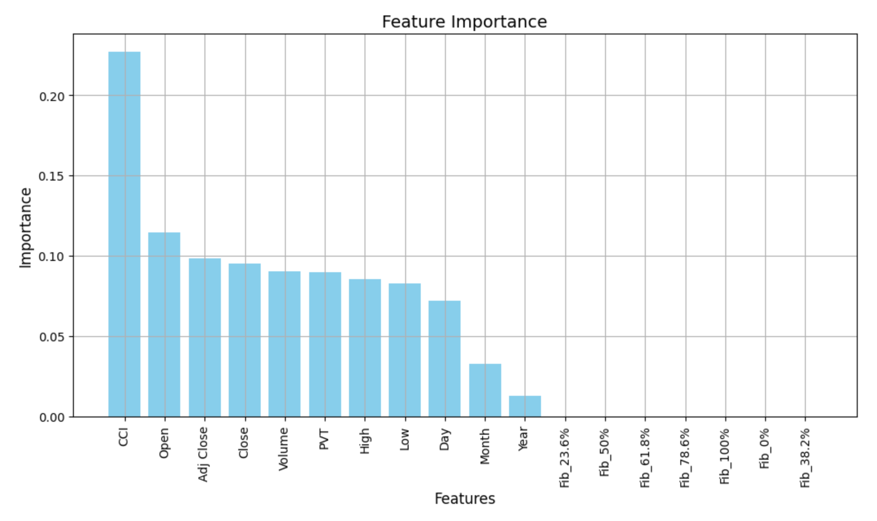 Feature Importance
Importance
0.20
0.15
0.10
0.05
0.00
CCI
Open
Adj Close
Close
Volume
PVT
High
Low
Day
Month
Year
Fib_23.6%
Fib_50%
Fib_61.8%
Fib_78.6%
Fib_100%
Fib_0%
Fib_38.2%
Features